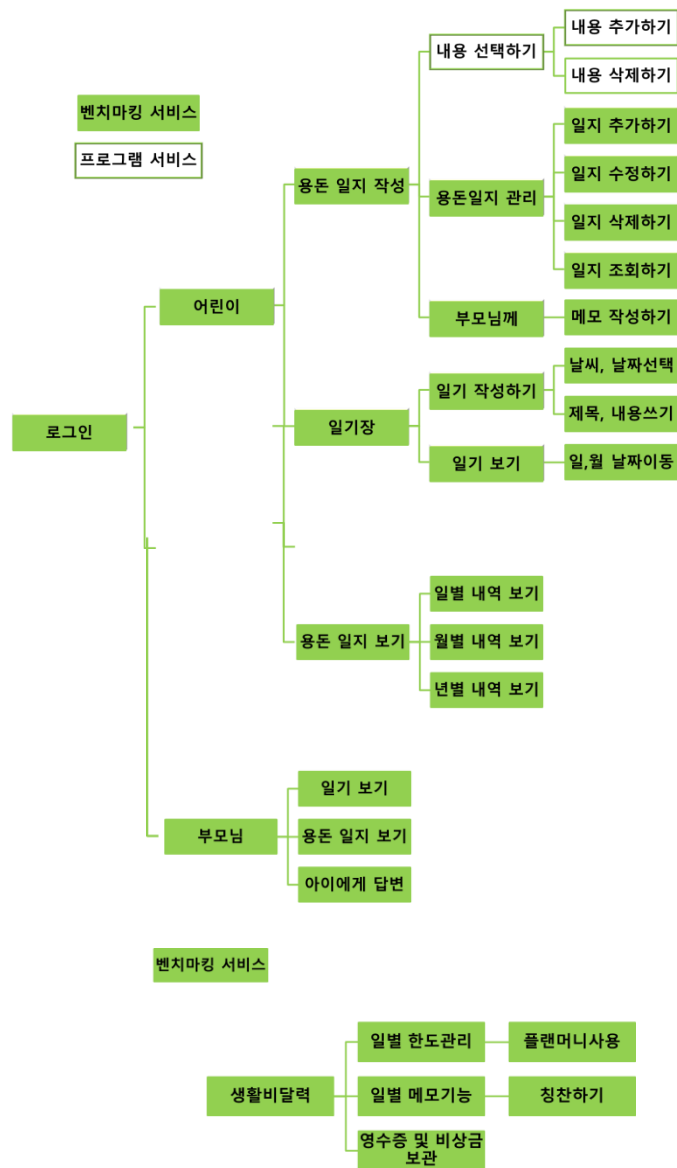 벤치마킹 서비스
프로그램 서비스
로그인
어린이
용돈 일지 작성
내용 선택하기
내용 추가하기
내용 삭제하기
용돈일지 관리
일지 추가하기
일지 수정하기
일지 삭제하기
일지 조회하기
부모님께
메모 작성하기
일기장
일기 작성하기
날씨, 날짜선택
제목, 내용쓰기
일기 보기
일,월 날짜이동
용돈 일지 보기
일별 내역 보기
월별 내역 보기
년별 내역 보기
부모님
일기 보기
용돈 일지 보기
아이에게 답변
벤치마킹 서비스
생활비달력
일별 한도관리
플랜머니사용
일별 메모기능
칭찬하기
영수증 및 비상금
보관